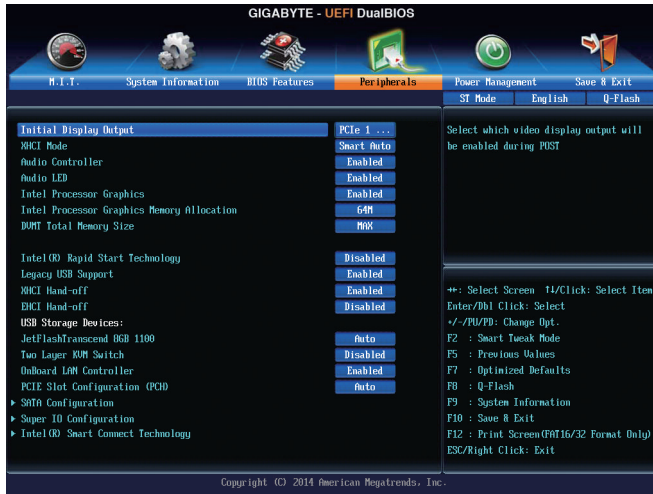 GIGABYTE - UEFI DualBIOS
M.I.T. System Information BIOS Features Peripherals Power Management Save & Exit
ST Mode English Q-Flash
Initial Display Output PCIe 1 ...
XHCI Mode Smart Auto
Audio Controller Enabled
Audio LED Enabled
Intel Processor Graphics Enabled
Intel Processor Graphics Memory Allocation 64M
DVMT Total Memory Size MAX
Intel(R) Rapid Start Technology Disabled
Legacy USB Support Enabled
XHCI Hand-off Enabled
EHCI Hand-off Disabled
USB Storage Devices:
JetFlashTranscend 8GB 1100 Auto
Two Layer KVM Switch Disabled
OnBoard LAN Controller Enabled
PCIE Slot Configuration (PCH) Auto
SATA Configuration
Super IO Configuration
Intel(R) Smart Connect Technology
Select which video display output will
be enabled during POST
→←: Select Screen ↑↓/Click: Select Item
Enter/Dbl Click: Select
+/-/PU/PD: Change Opt.
F2 : Smart Tweak Mode
F5 : Previous Values
F7 : Optimized Defaults
F8 : Q-Flash
F9 : System Information
F10 : Save & Exit
F12 : Print Screen(FAT16/32 Format Only)
ESC/Right Click: Exit
Copyright (C) 2014 American Megatrends, Inc.